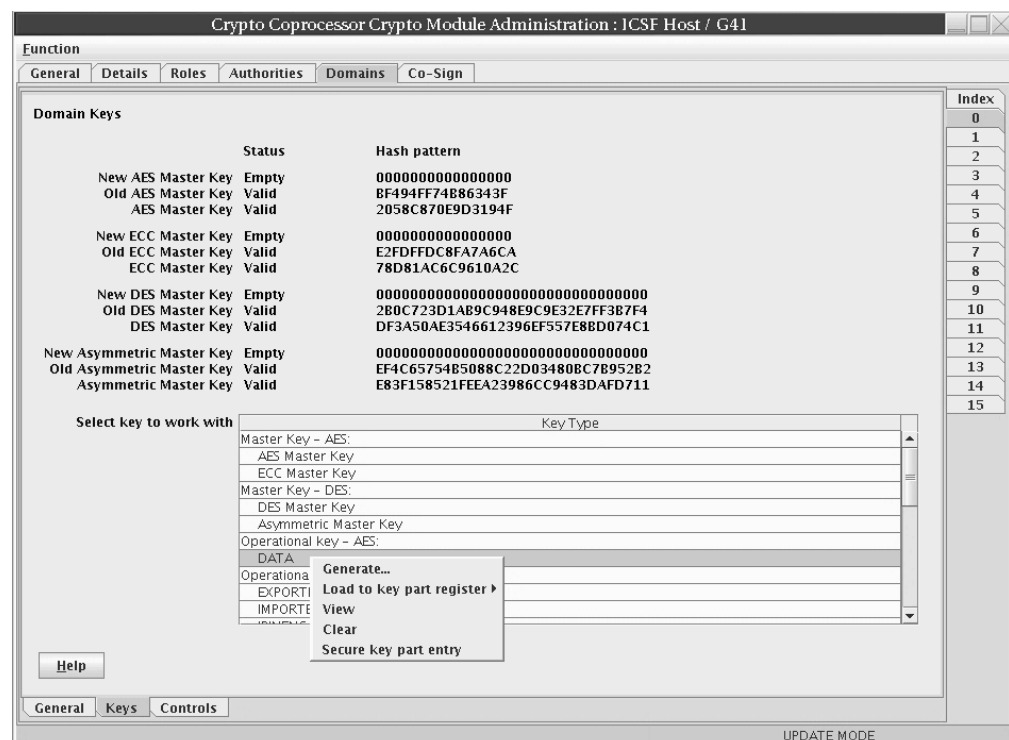 Crypto Coprocessor Crypto Module Administration : ICSF Host / G41
Function
General Details Roles Authorities Domains Co-Sign
Index
0
1
2
3
4
5
6
7
8
9
10
11
12
13
14
15
Domain Keys
Status Hash pattern
New AES Master Key Empty 0000000000000000
Old AES Master Key Valid BF494FF74B86343F
AES Master Key Valid 2058C870E9D3194F
New ECC Master Key Empty 0000000000000000
Old ECC Master Key Valid E2FDFFDC8FA7A6CA
ECC Master Key Valid 78D81AC6C9610A2C
New DES Master Key Empty 00000000000000000000000000000000
Old DES Master Key Valid 2B0C723D1AB9C948E9C9E32E7FF3B7F4
DES Master Key Valid DF3A50AE3546612396EF557E8BD074C1
New Asymmetric Master Key Empty 00000000000000000000000000000000
Old Asymmetric Master Key Valid EF4C65754B5088C22D03480BC7B952B2
Asymmetric Master Key Valid E83F158521FEEA23986CC9483DAFD711
Select key to work with
Key Type
Master Key – AES:
AES Master Key
ECC Master Key
Master Key – DES:
DES Master Key
Asymmetric Master Key
Operational key – AES:
DATA
Operationa
EXPORTI
IMPORTE
Generate...
Load to key part register
View
Clear
Secure key part entry
Help
General Keys Controls
UPDATE MODE